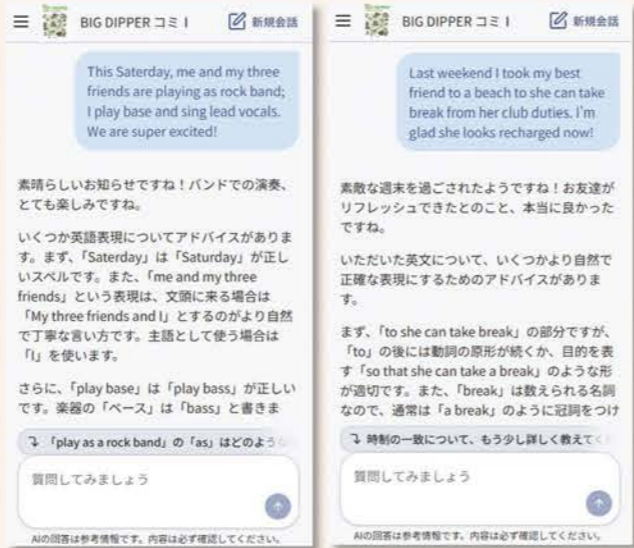 BIG DIPPER コミ I
新規会話
This Saterday, me and my three
friends are playing as rock band;
I play base and sing lead vocals.
We are super excited!
素晴らしいお知らせですね！バンドでの演奏、
とても楽しみですね。
いくつか英語表現についてアドバイスがありま
す。まず、「Saterday」は「Saturday」が正し
いスペルです。また、「me and my three
friends」という表現は、文頭に来る場合は
「My three friends and I」とするのがより自然
で丁寧な言い方です。主語として使う場合は
「I」を使います。
さらに、「play base」は「play bass」が正しい
です。楽器の「ベース」は「bass」と書きま
「play as a rock band」の「as」はどのよう
質問してみましょう
AIの回答は参考情報です。内容は必ず確認してください。
BIG DIPPER コミ I
新規会話
Last weekend I took my best
friend to a beach to she can take
break from her club duties. I'm
glad she looks recharged now!
素敵な週末を過ごされたようですね！お友達が
リフレッシュできたとのこと、本当に良かった
ですね。
いただいた英文について、いくつかより自然で
正確な表現にするためのアドバイスがありま
す。
まず、「to she can take break」の部分ですが、
「to」の後には動詞の原形が続くか、目的を表
す「so that she can take a break」のような形
が適切です。また、「break」は数えられる名詞
なので、通常は「a break」のように冠詞をつけ
時制の一致について、もう少し詳しく教えて
質問してみましょう
AIの回答は参考情報です。内容は必ず確認してください。